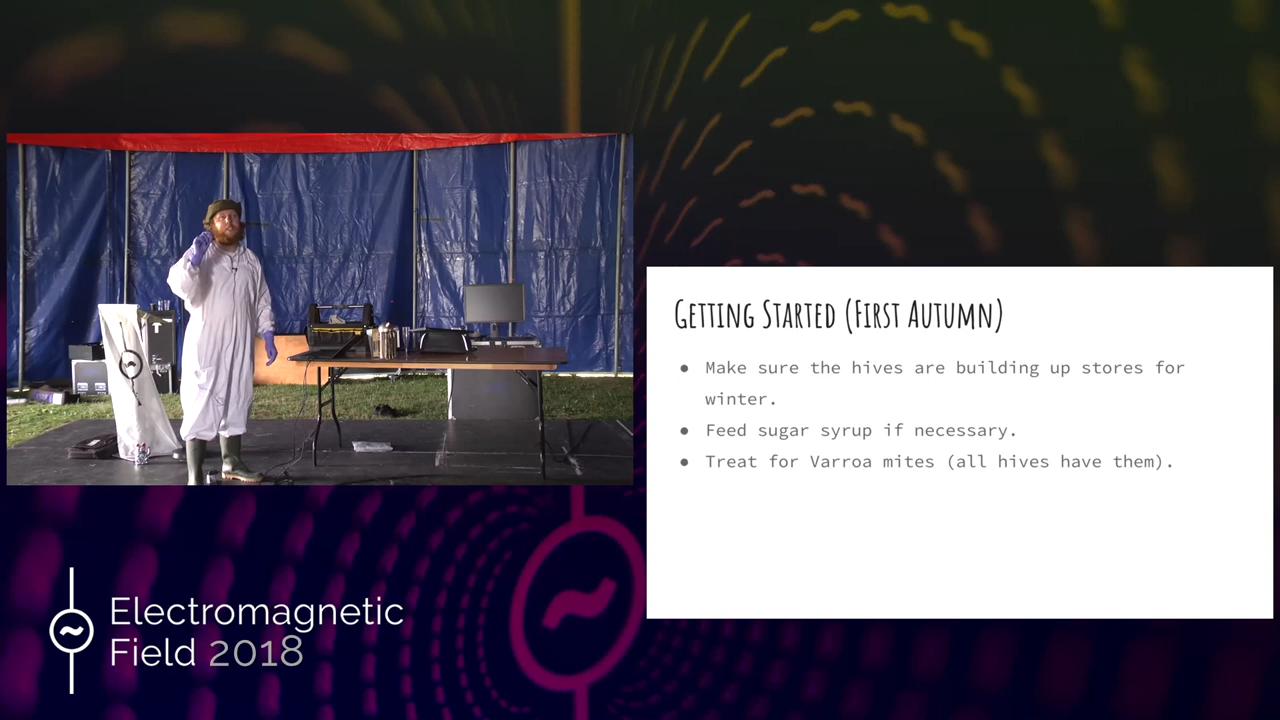 Getting Started (First Autumn)
● Make sure the hives are building up stores for
winter.
● Feed sugar syrup if necessary.
● Treat for Varroa mites (all hives have them).
Electromagnetic
Field 2018